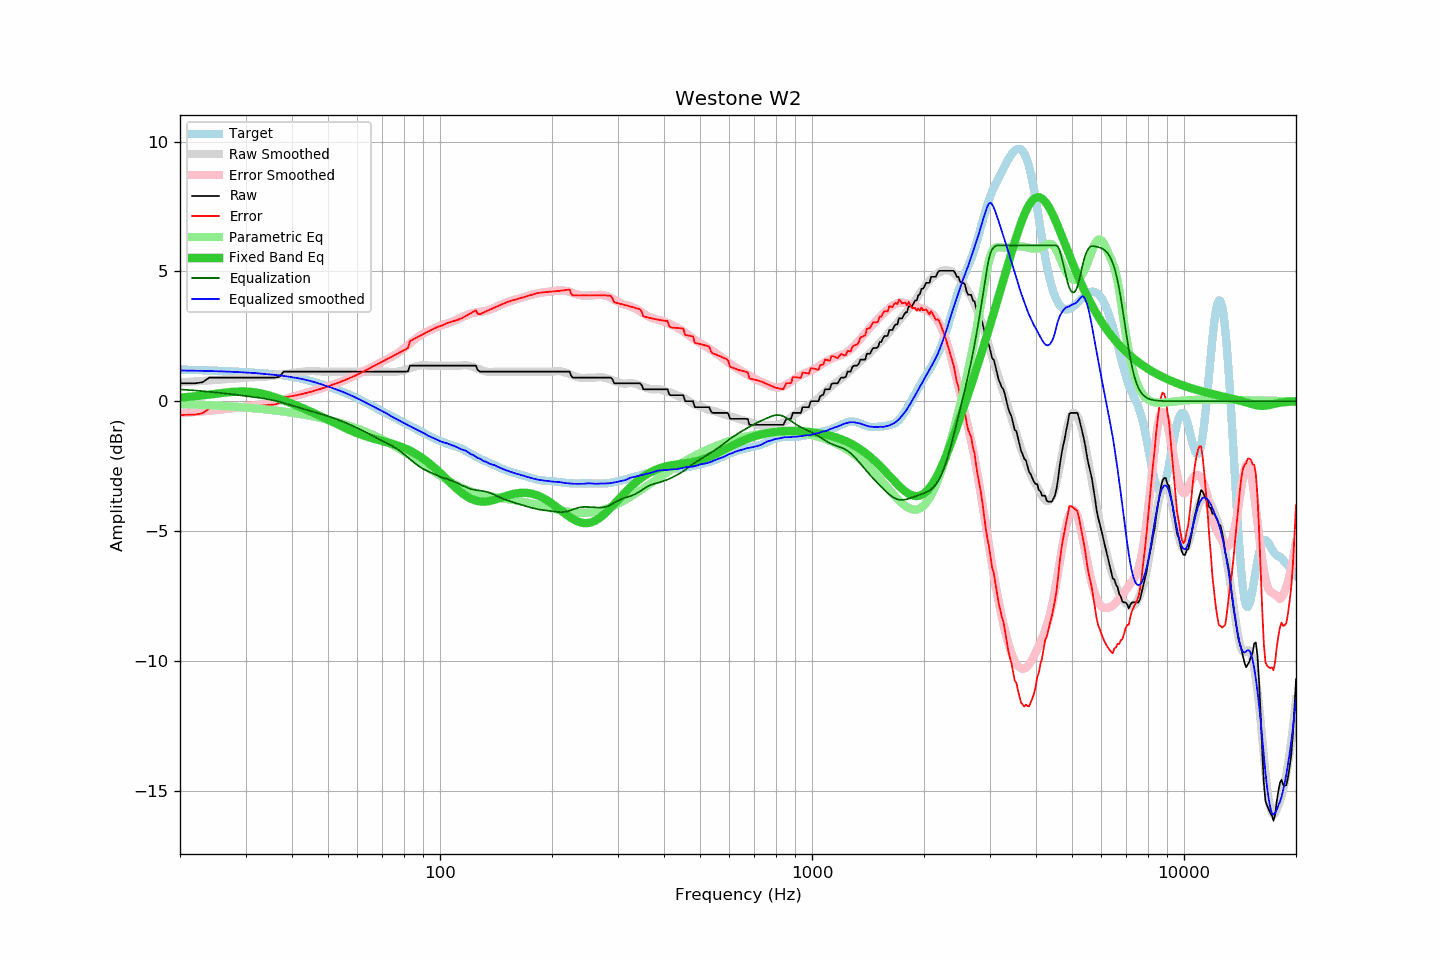 Westone W2
Target
Raw Smoothed
Error Smoothed
Raw
Error
Parametric Eq
Fixed Band Eq
Equalization
Equalized smoothed
10
5
0
−5
−10
−15
Amplitude (dBr)
100
1000
10000
Frequency (Hz)